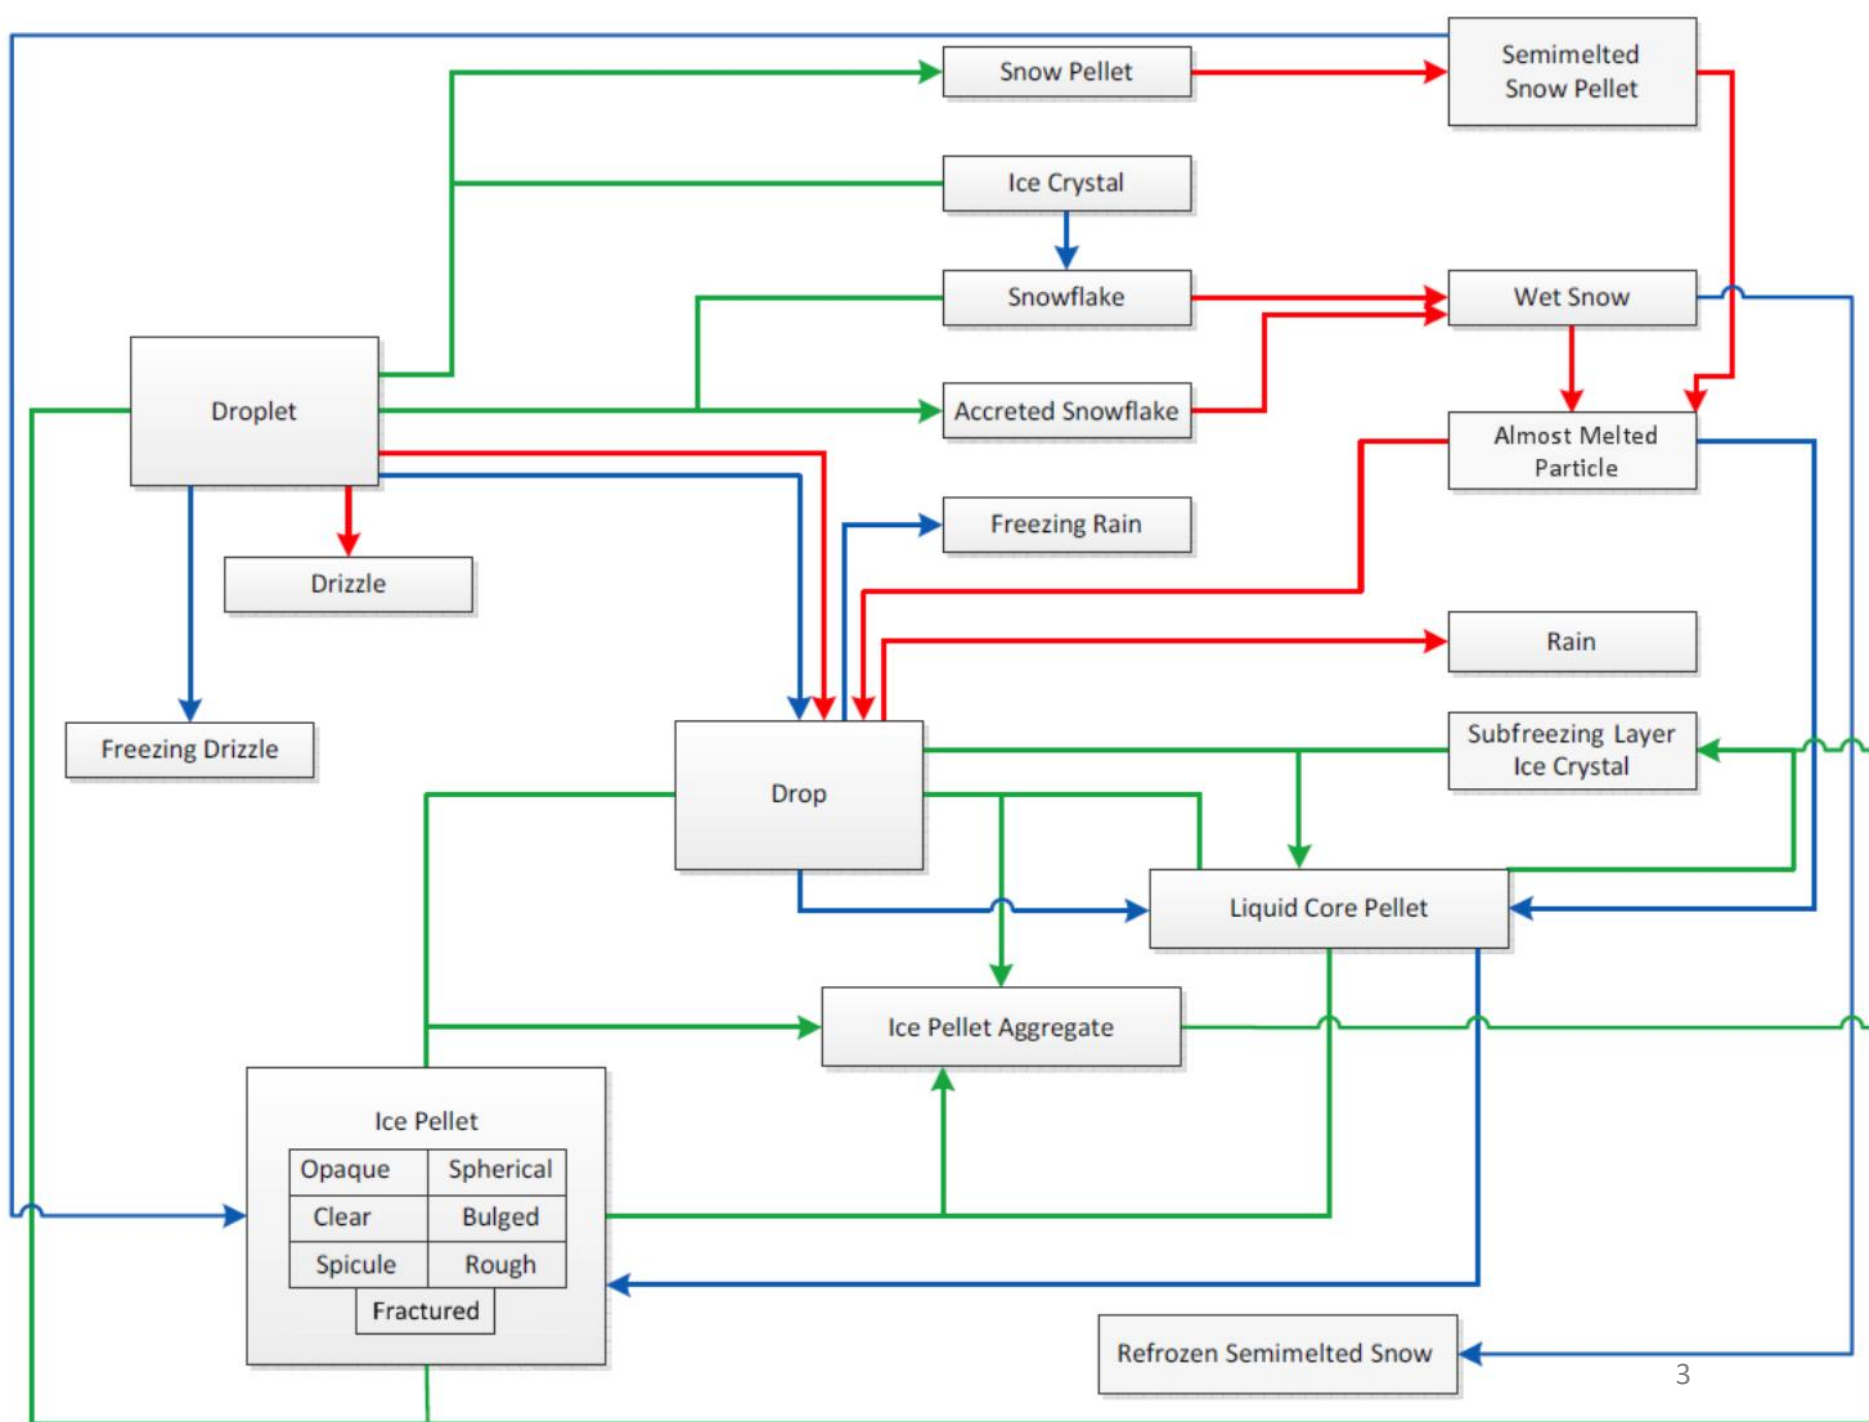 Semimelted
Snow Pellet
Snow Pellet
Ice Crystal
Snowflake
Wet Snow
Droplet
Accreted Snowflake
Almost Melted
Particle
Freezing Rain
Drizzle
Rain
Freezing Drizzle
Subfreezing Layer
Ice Crystal
Drop
Liquid Core Pellet
Ice Pellet Aggregate
Ice Pellet
Opaque Spherical
Clear Bulged
Spicule Rough
Fractured
Refrozen Semimelted Snow
3